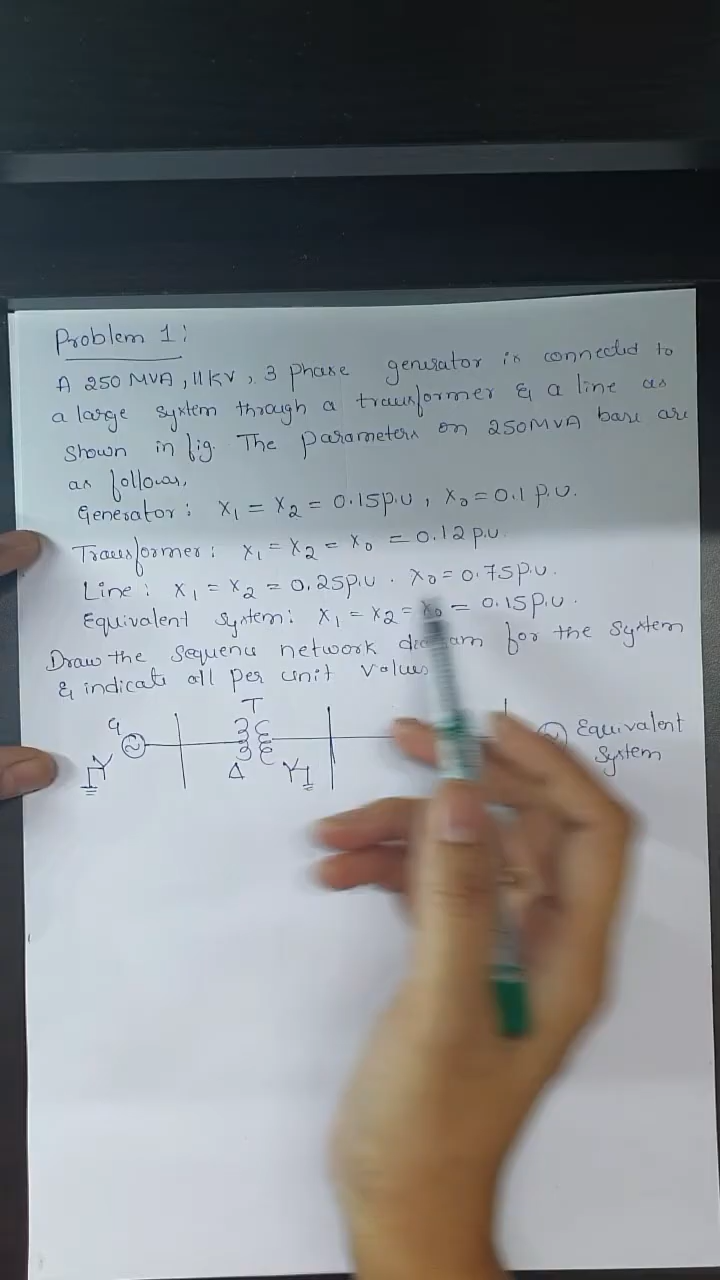 Problem 1:
A 250 MVA, 11KV, 3 phase generator is connected to
a large system through a transformer & a line as
shown in fig. The parameters on 250MVA base are
as follows,
Generator: X₁ = X₂ = 0.15p.u, X₀ = 0.1 p.u.
Transformer: X₁ = X₂ = X₀ = 0.12 p.u.
Line: X₁ = X₂ = 0.25p.u. X₀ = 0.75p.u.
Equivalent System: X₁ = X₂ = X₀ = 0.15p.u.
Draw the Sequence network for the System
& indicate all per unit values
T
G
Equivalent
System
Δ Y
Y